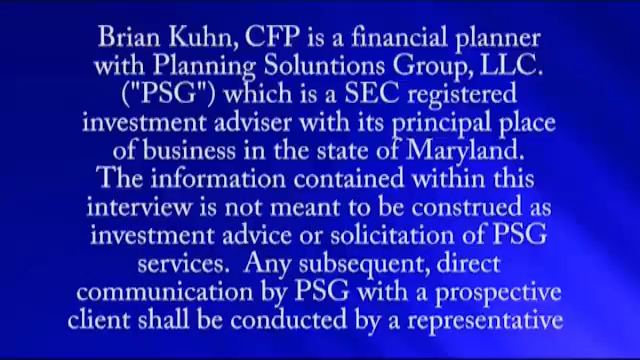 Brian Kuhn, CFP is a financial planner
with Planning Soluntions Group, LLC.
("PSG") which is a SEC registered
investment adviser with its principal place
of business in the state of Maryland.
The information contained within this
interview is not meant to be construed as
investment advice or solicitation of PSG
services.  Any subsequent, direct
communication by PSG with a prospective
client shall be conducted by a representative